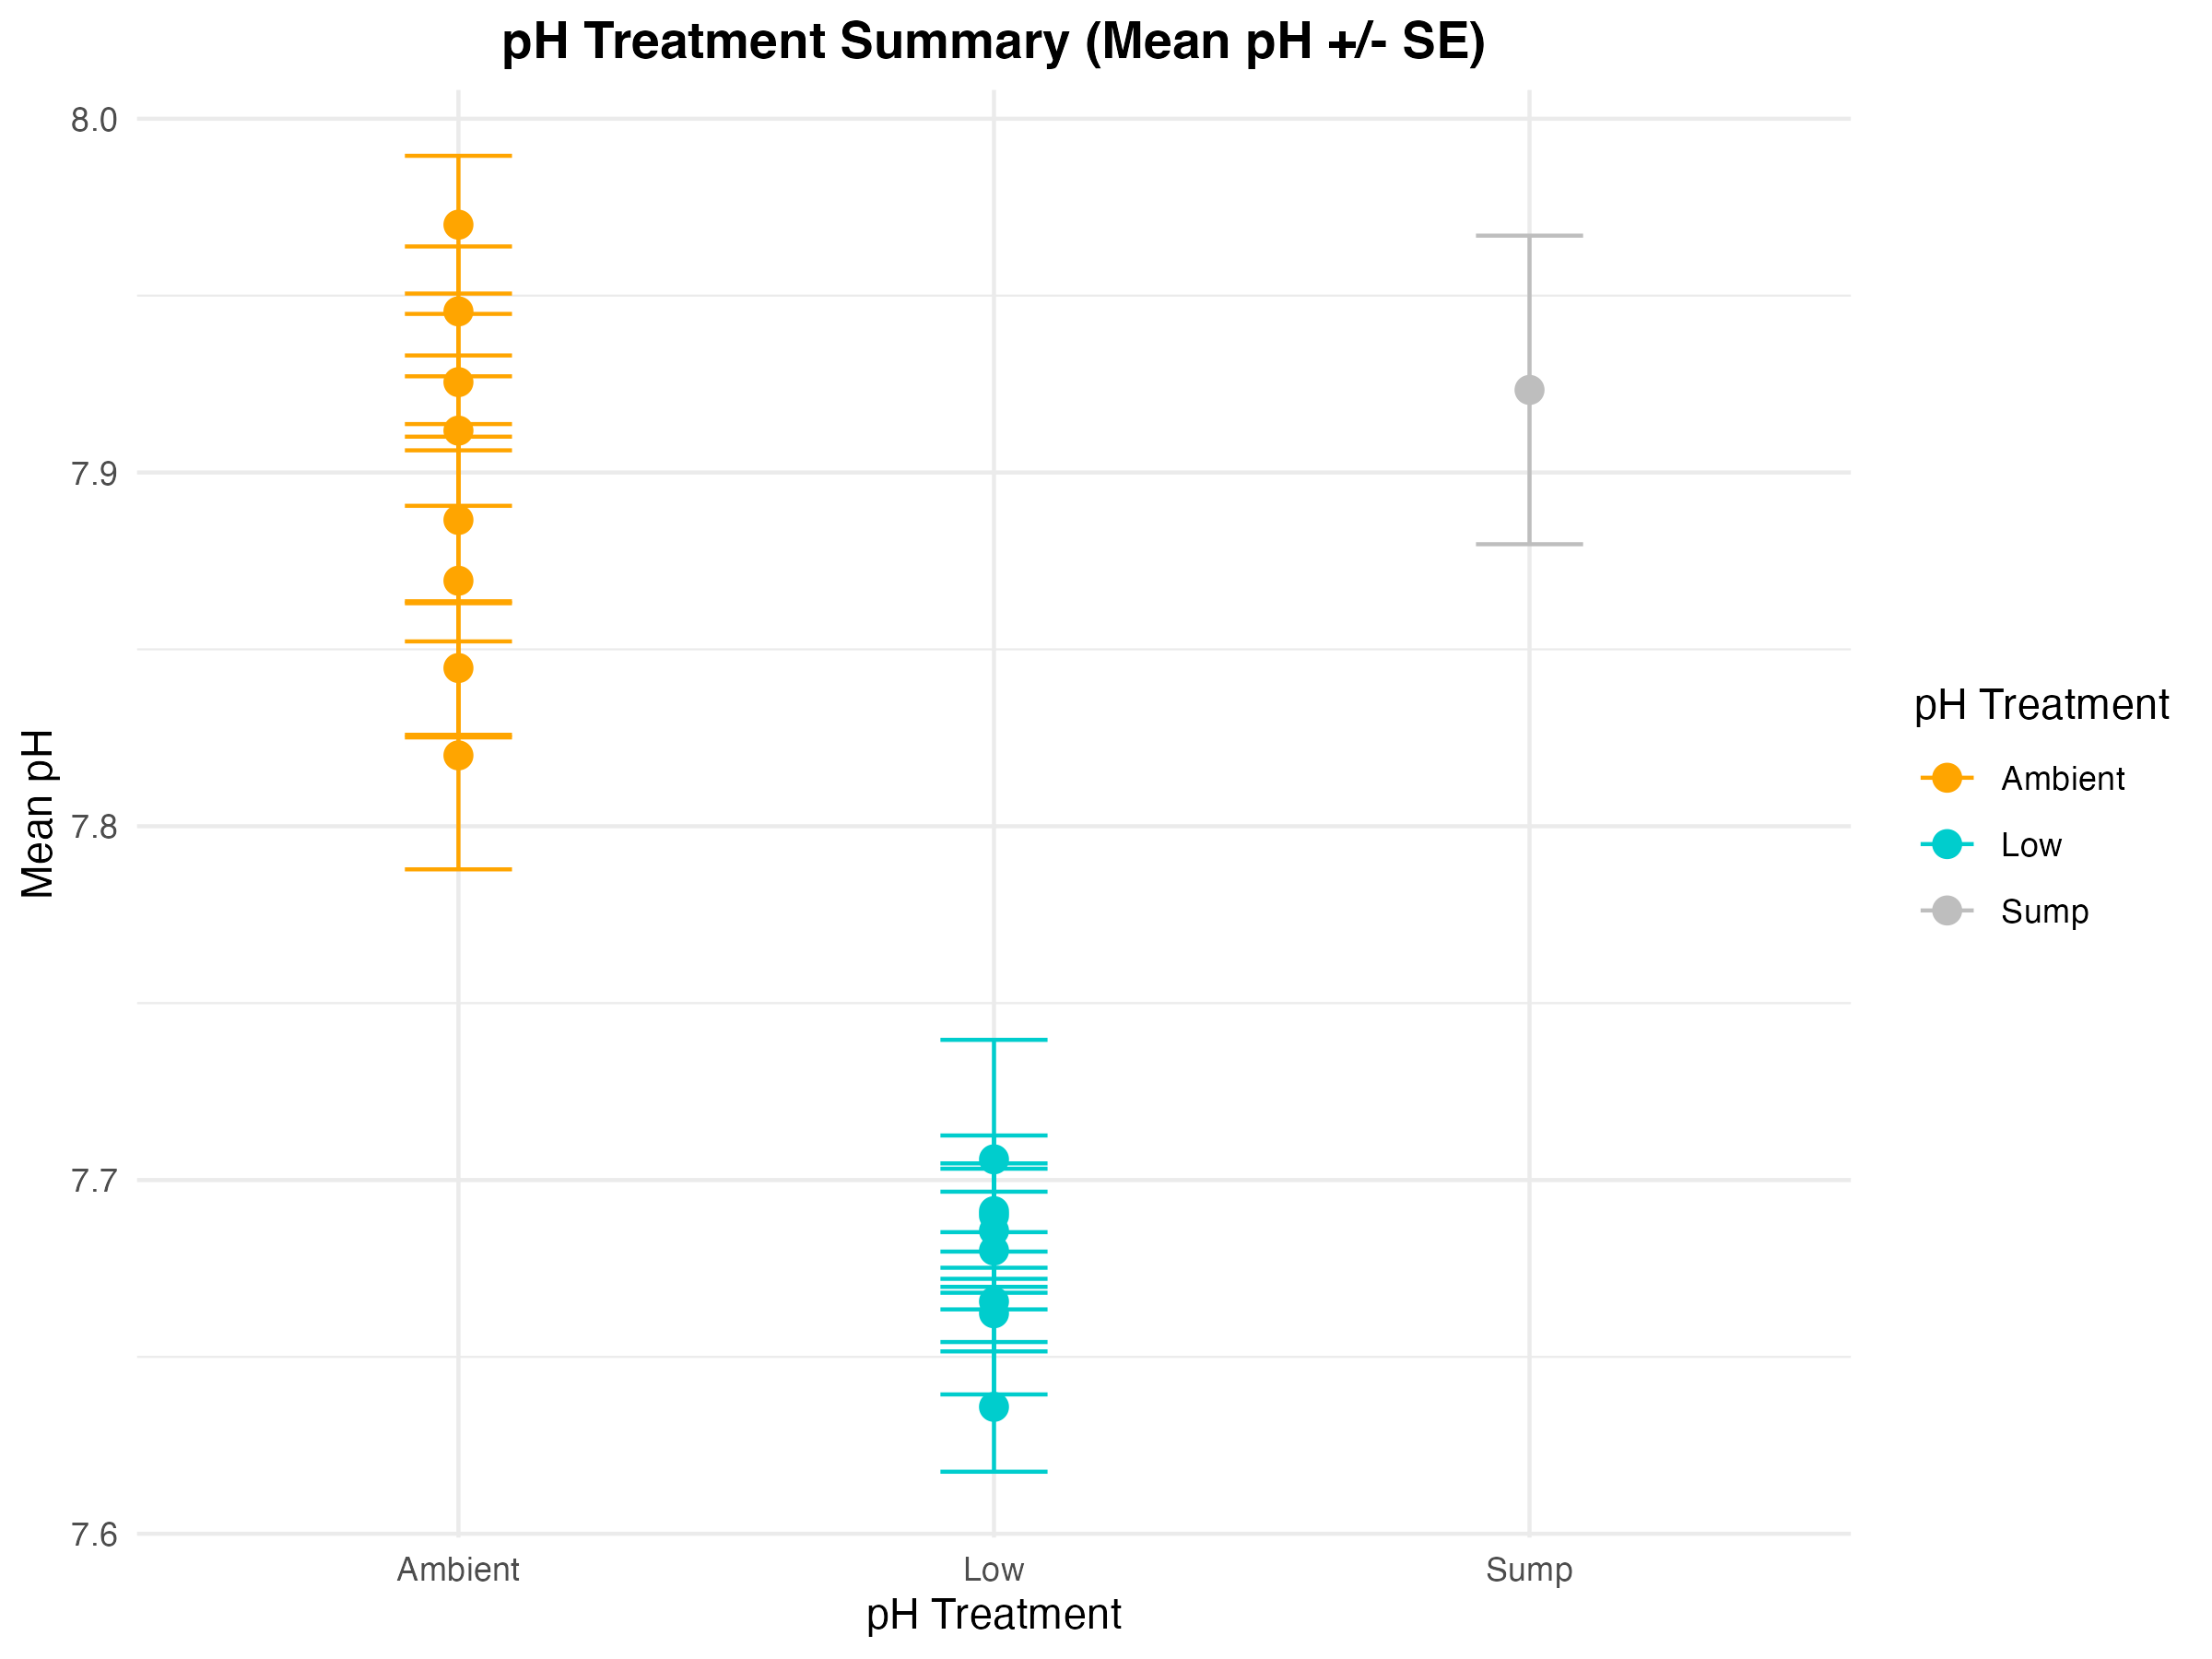 pH Treatment Summary (Mean pH +/- SE)
Mean pH
8.0
7.9
7.8
7.7
7.6
Ambient
Low
Sump
pH Treatment
pH Treatment
Ambient
Low
Sump